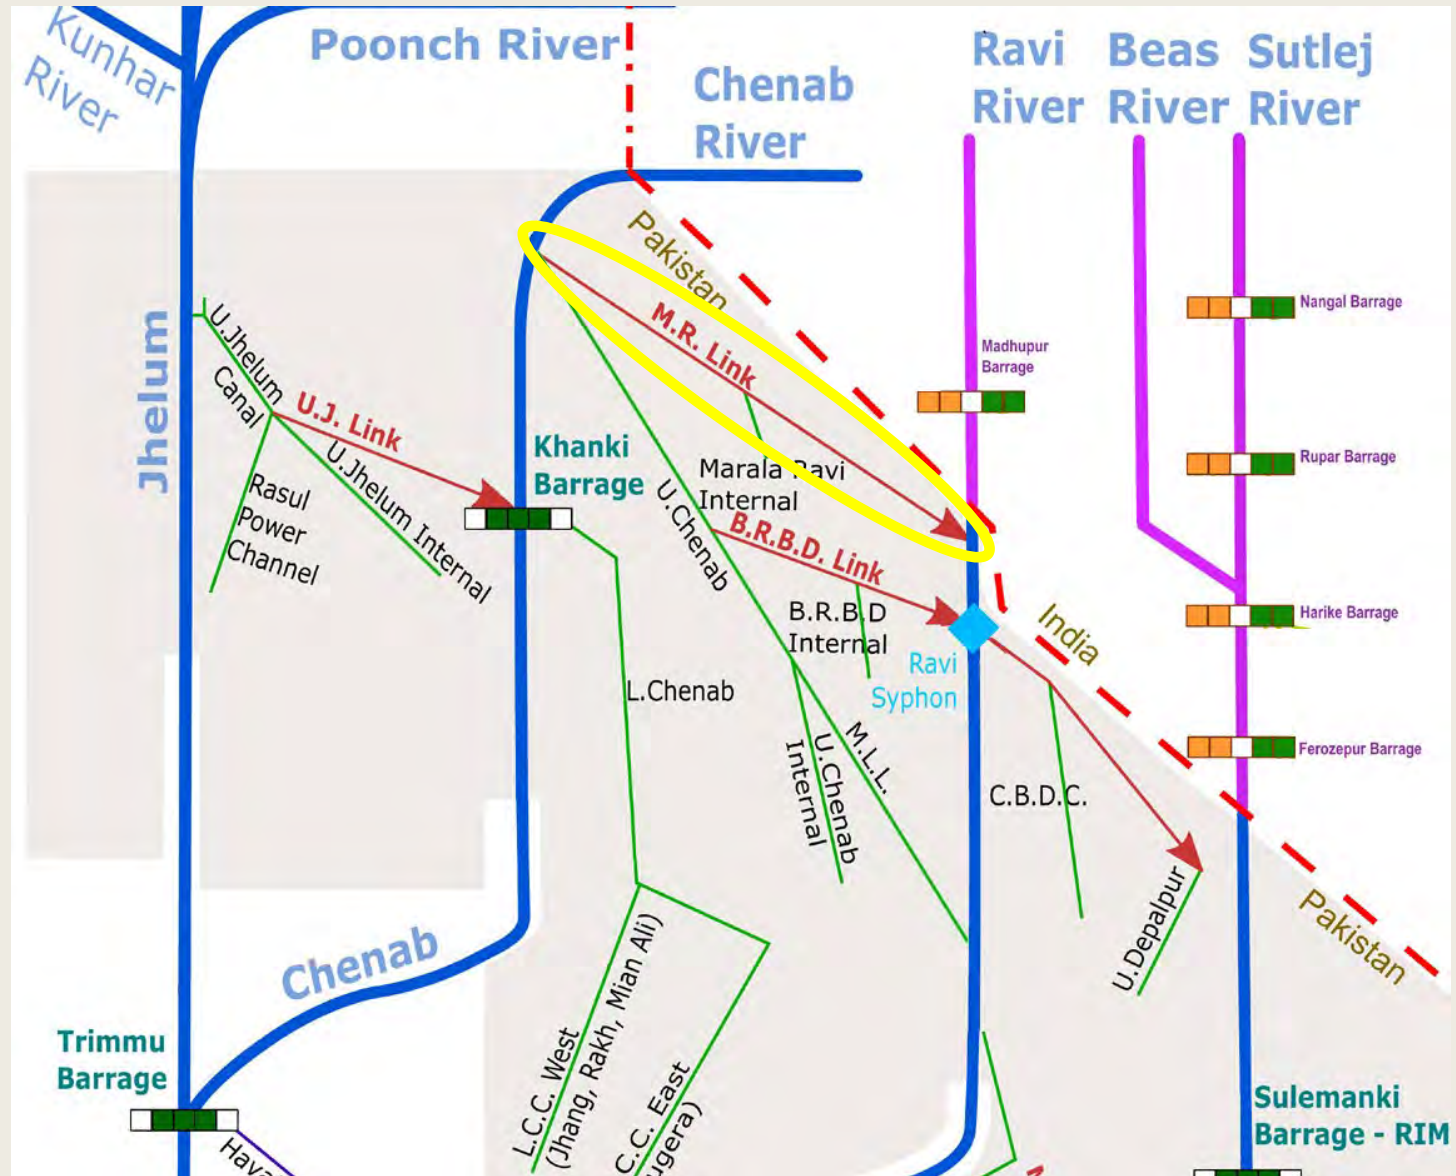 Kunhar
River
Poonch River
Chenab
River
Ravi
River
Beas
River
Sutlej
River
Pakistan
Jhelum
U.Jhelum
Canal
U.J. Link
U.Jhelum Internal
Rasul
Power
Channel
Khanki
Barrage
M.R. Link
Marala Ravi
Internal
U.Chenab
B.R.B.D. Link
B.R.B.D
Internal
Ravi
Syphon
Madhupur
Barrage
Nangal Barrage
Rupar Barrage
Harike Barrage
Ferozepur Barrage
India
Pakistan
L.Chenab
U.Chenab
Internal
M.L.L.
C.B.D.C.
U.Depalpur
Chenab
Trimmu
Barrage
L.C.C. West
(Jhang, Rakh, Mian Ali)
C.C. East
ugera)
Sulemanki
Barrage - RIM